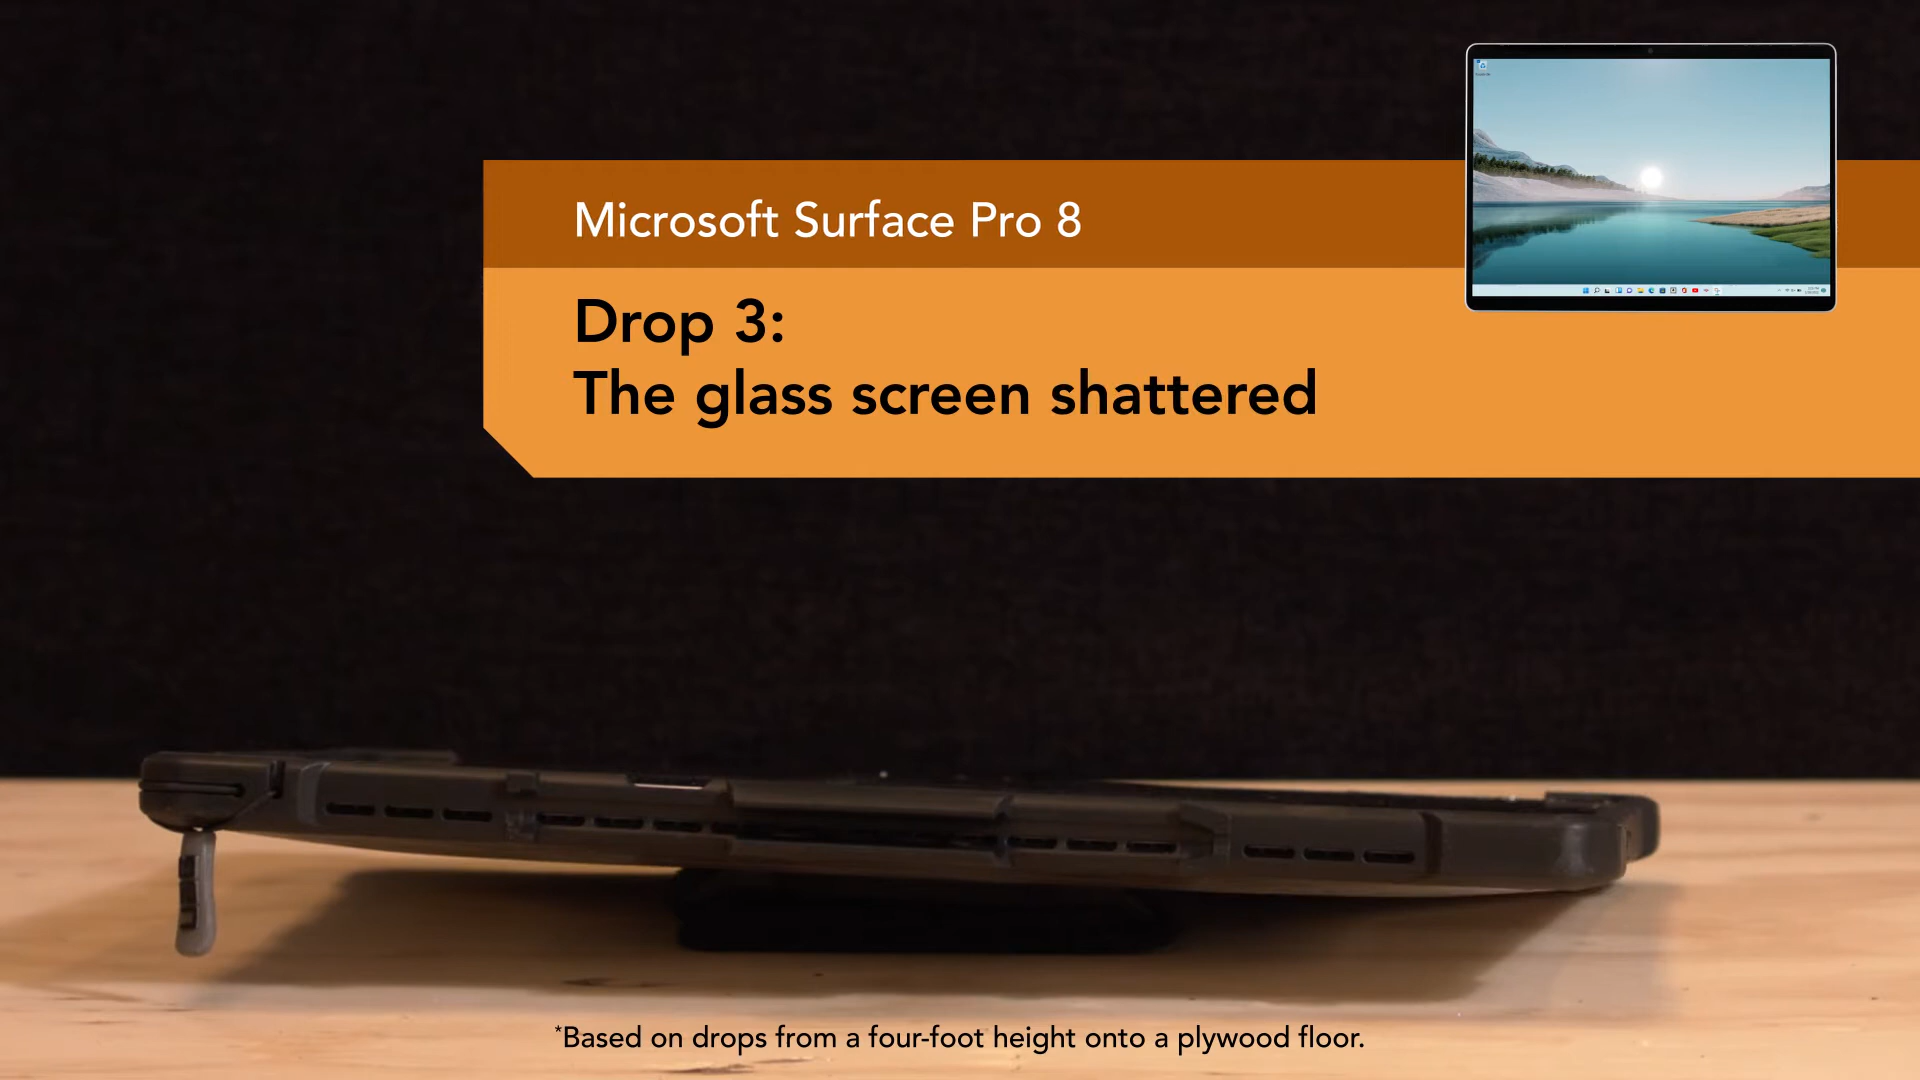 Microsoft Surface Pro 8
Drop 3:
The glass screen shattered
*Based on drops from a four-foot height onto a plywood floor.